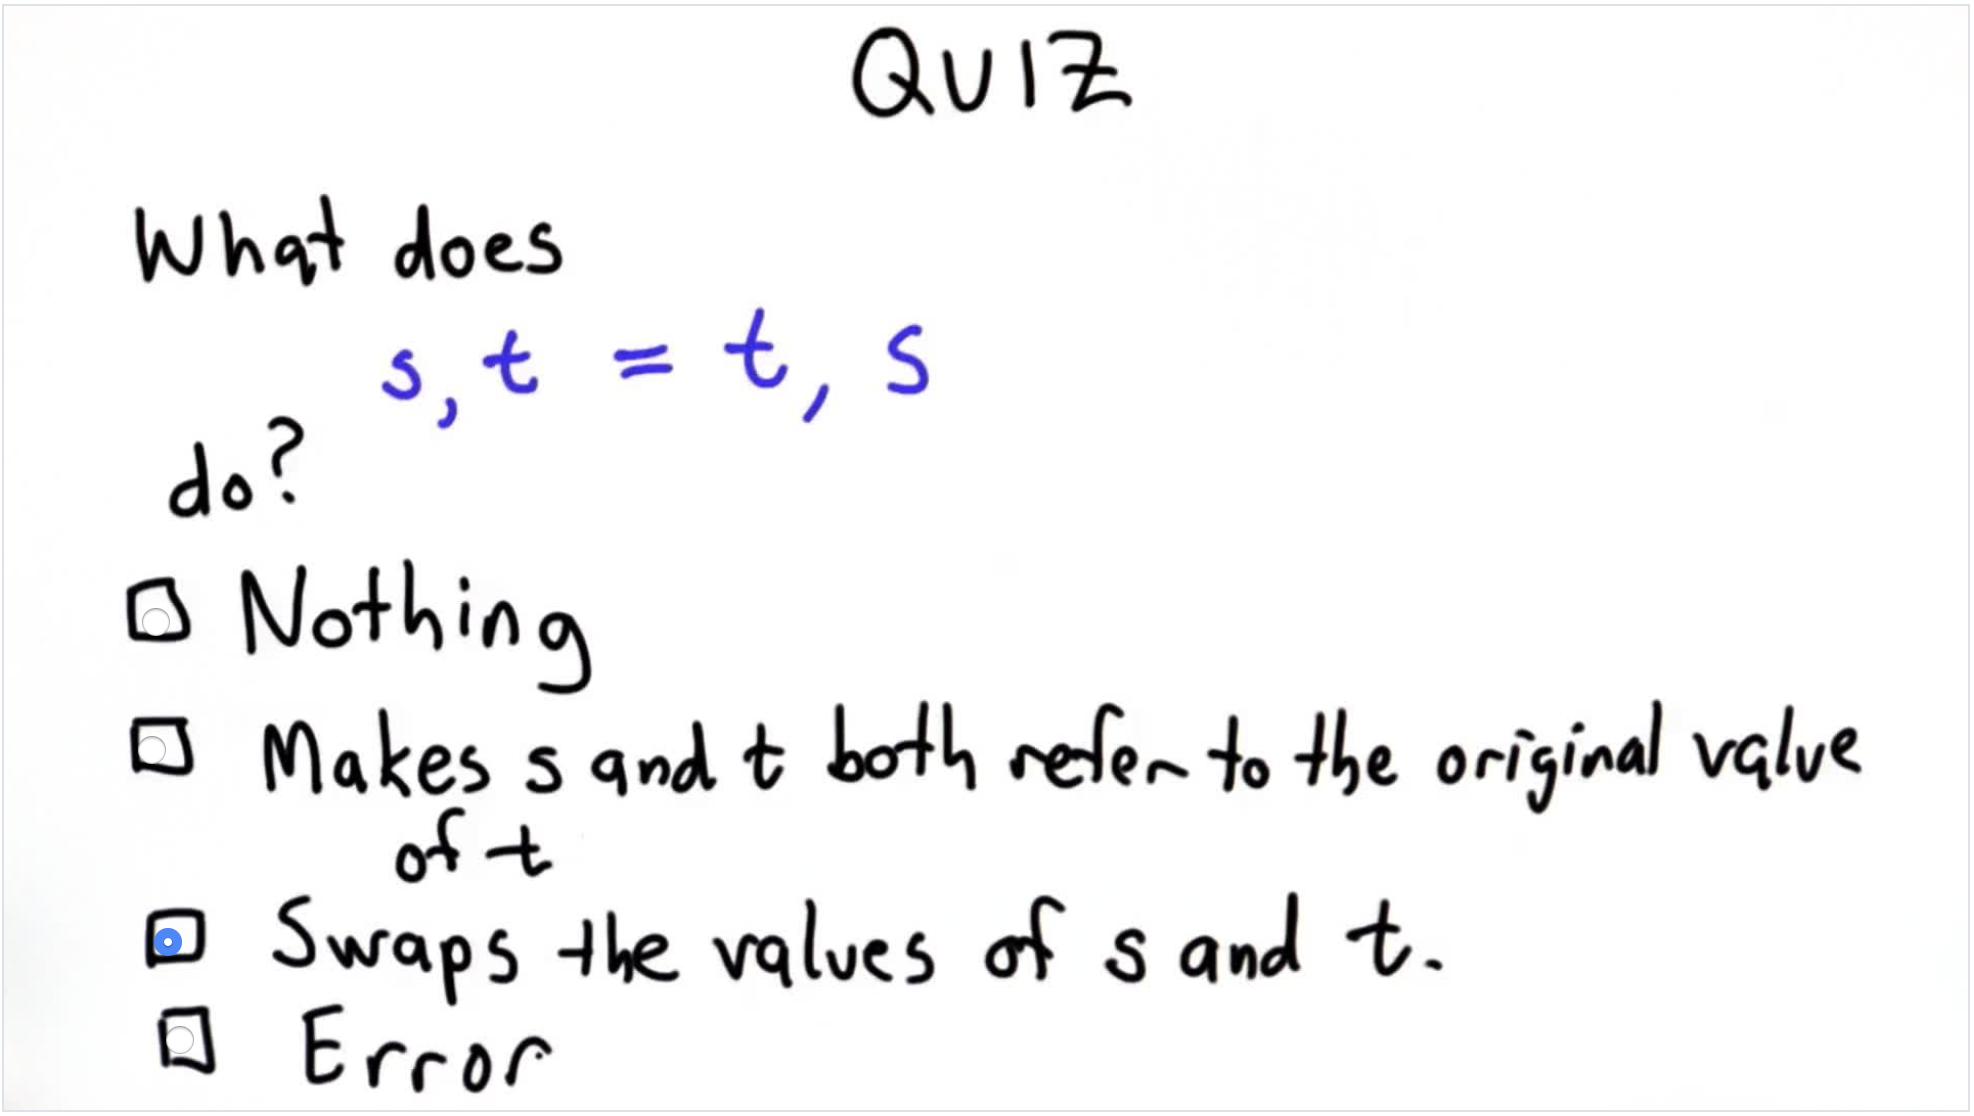 QUIZ
What does
s, t = t, s
do?
Nothing
Makes s and t both refer to the original value
of t
Swaps the values of s and t.
Error